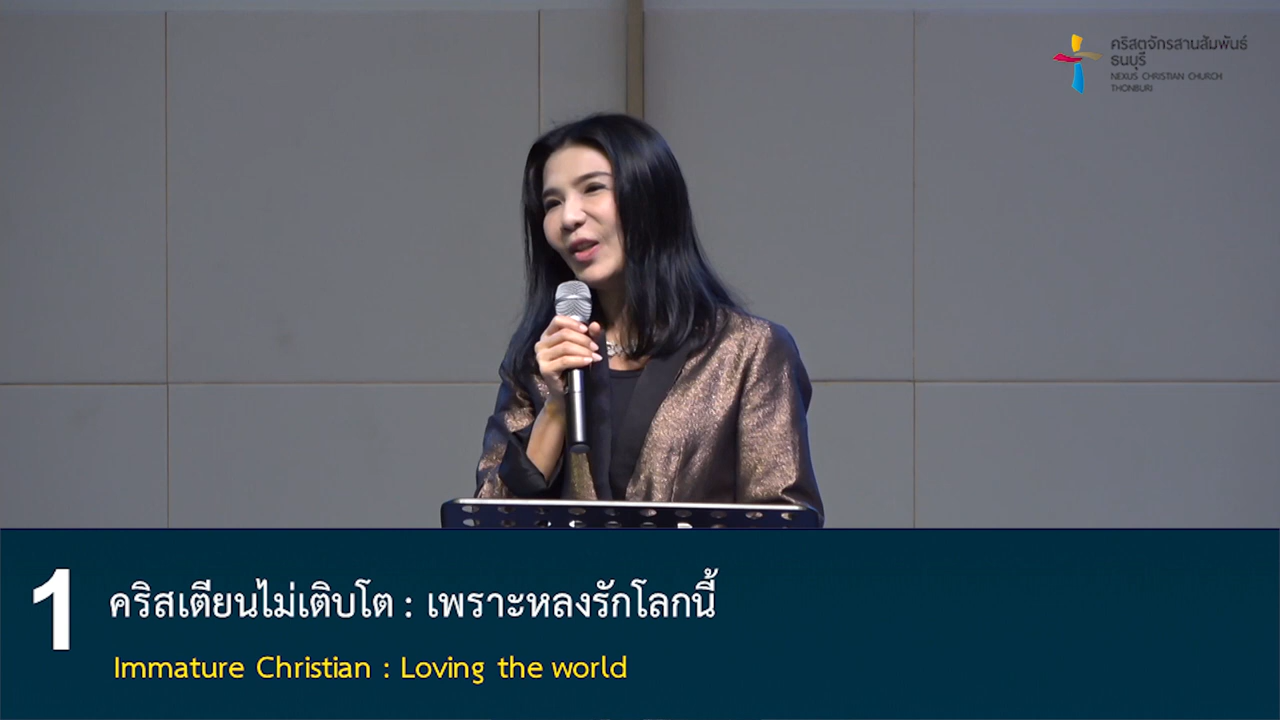 คริสตจักรสานสัมพันธ์
ธนบุรี
NEXUS CHRISTIAN CHURCH
THONBURI
1
คริสเตียนไม่เติบโต : เพราะหลงรักโลกนี้
Immature Christian : Loving the world